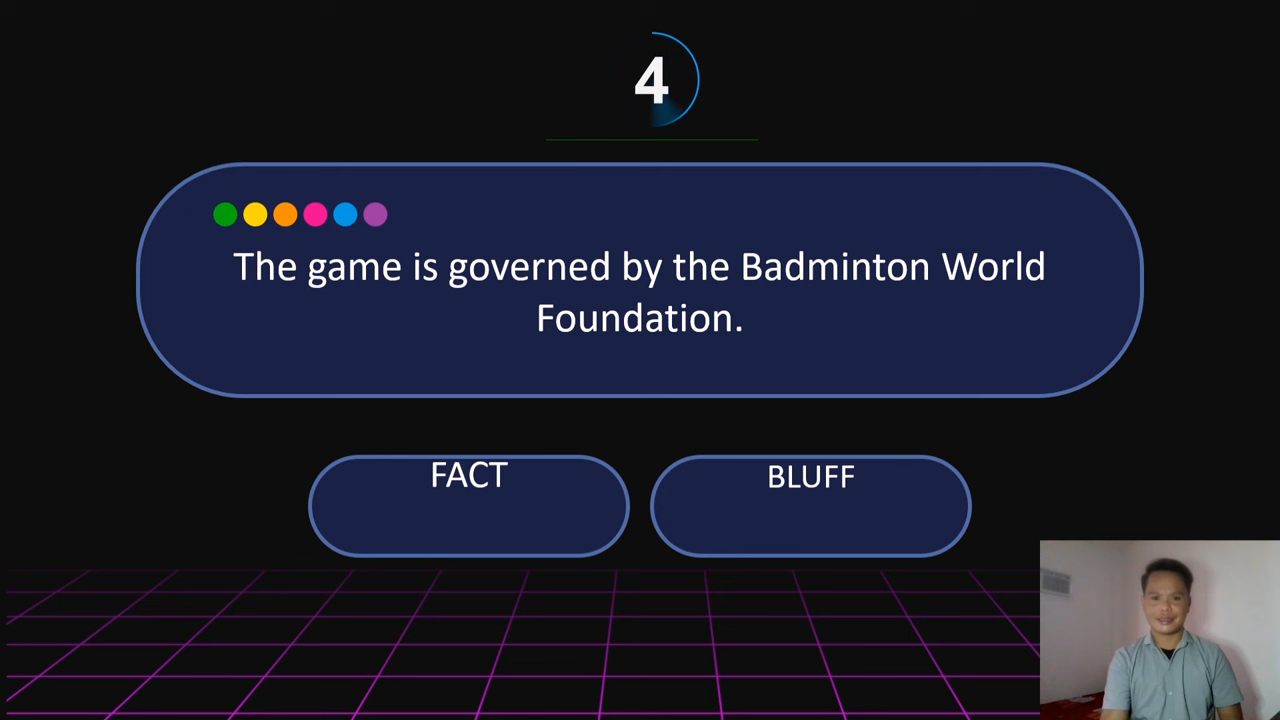 4
The game is governed by the Badminton World
Foundation.
FACT
BLUFF